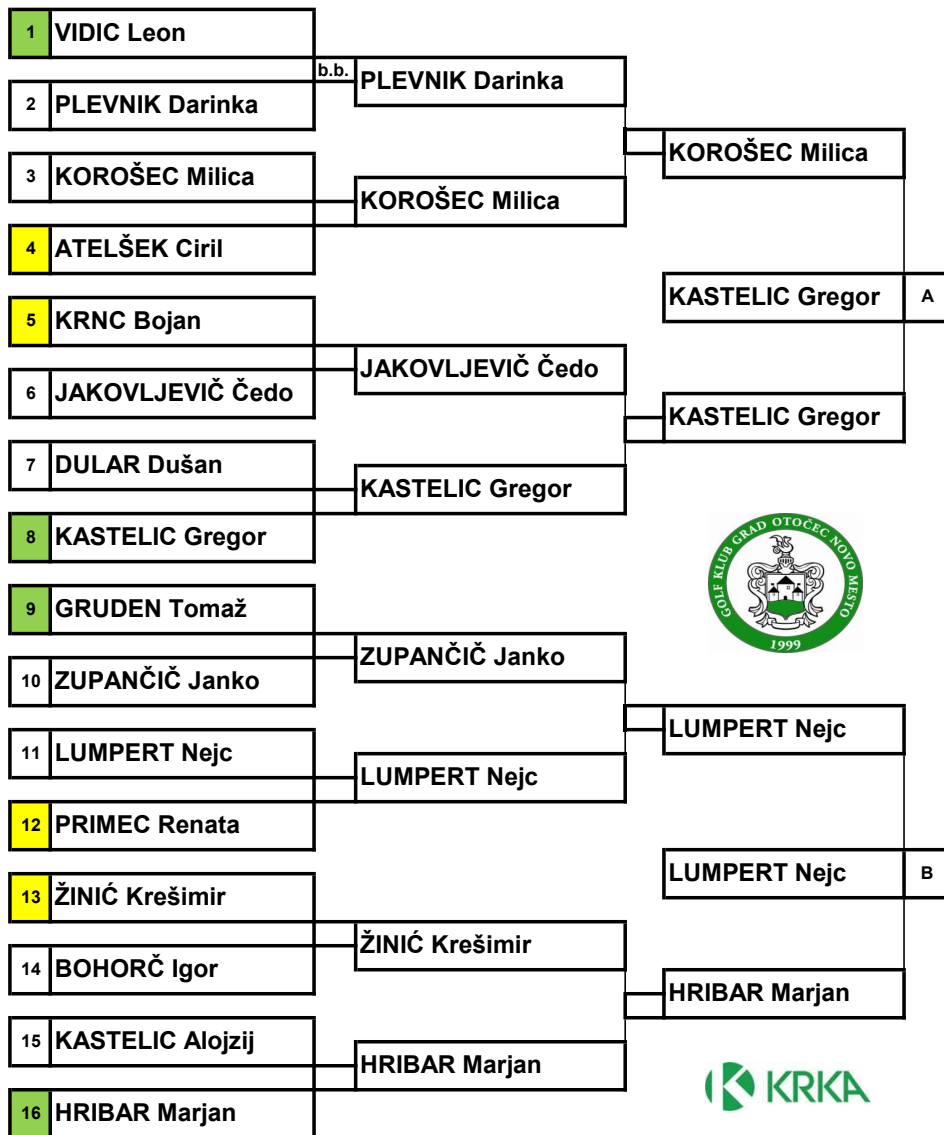 1 VIDIC Leon
b.b. PLEVNIK Darinka
2 PLEVNIK Darinka
KOROŠEC Milica
3 KOROŠEC Milica
KOROŠEC Milica
4 ATELŠEK Ciril
KASTELIC Gregor A
5 KRNC Bojan
JAKOVLJEVIČ Čedo
6 JAKOVLJEVIČ Čedo
KASTELIC Gregor
7 DULAR Dušan
KASTELIC Gregor
8 KASTELIC Gregor
GOLF KLUB GRAD OTOČEC NOVO MESTO
1999
9 GRUDEN Tomaž
ZUPANČIČ Janko
10 ZUPANČIČ Janko
LUMPERT Nejc
11 LUMPERT Nejc
LUMPERT Nejc
12 PRIMEC Renata
LUMPERT Nejc B
13 ŽINIĆ Krešimir
ŽINIĆ Krešimir
14 BOHORČ Igor
HRIBAR Marjan
15 KASTELIC Alojzij
HRIBAR Marjan
KRKA
16 HRIBAR Marjan